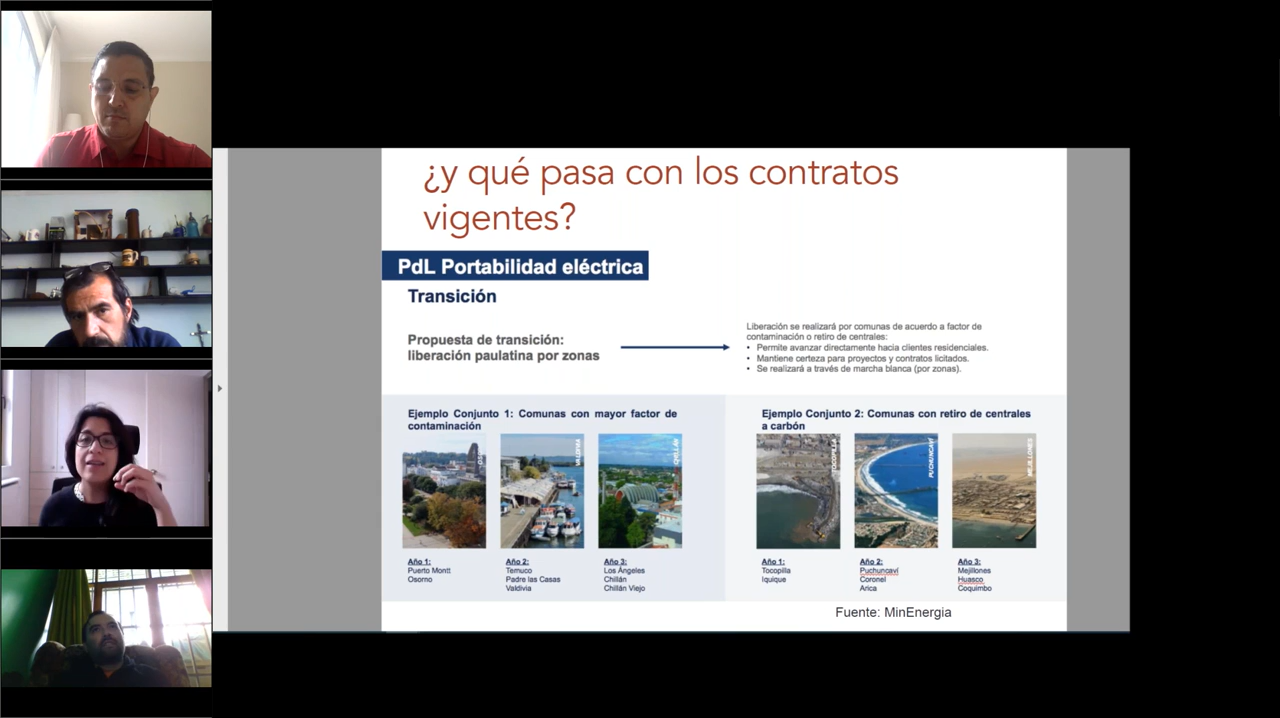 ¿y qué pasa con los contratos
vigentes?
PdL Portabilidad eléctrica
Transición
Propuesta de transición:
liberación paulatina por zonas
Liberación se realizará por comunas de acuerdo a factor de
contaminación o retiro de centrales:
• Permite avanzar directamente hacia clientes residenciales.
• Mantiene certeza para proyectos y contratos licitados.
• Se realizará a través de marcha blanca (por zonas).
Ejemplo Conjunto 1: Comunas con mayor factor de
contaminación
VALDIVIA
CHILLÁN
Año 1:
Puerto Montt
Osorno
Año 2:
Temuco
Padre las Casas
Valdivia
Año 3:
Los Ángeles
Chillán
Chillán Viejo
Ejemplo Conjunto 2: Comunas con retiro de centrales
a carbón
TOCOPILLA
PUCHUNCAVÍ
MEJILLONES
Año 1:
Tocopilla
Iquique
Año 2:
Puchuncaví
Coronel
Arica
Año 3:
Mejillones
Huasco
Coquimbo
Fuente: MinEnergia